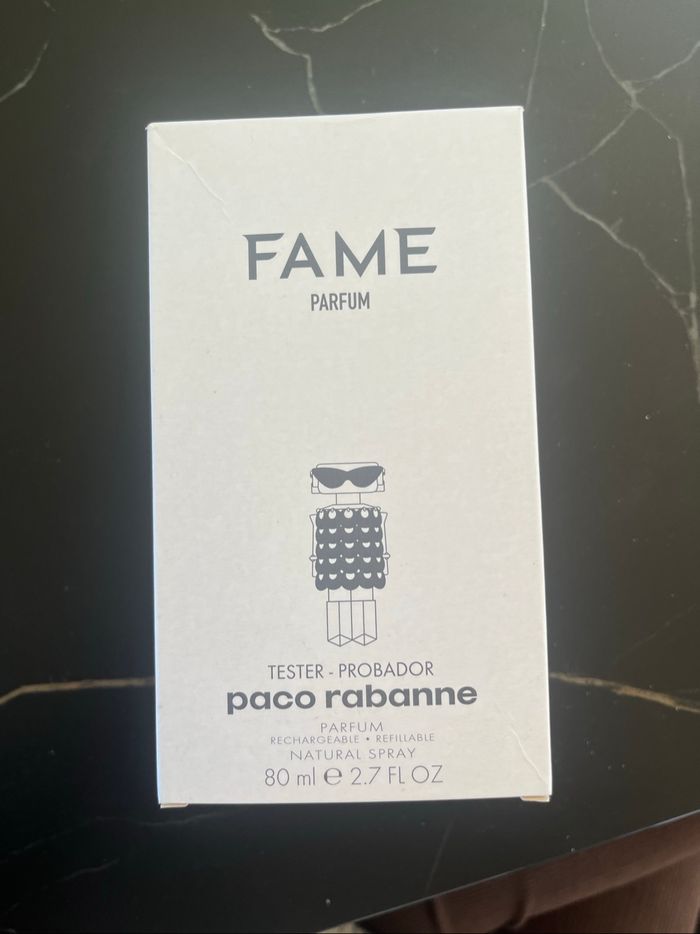 FAME
PARFUM
TESTER - PROBADOR
paco rabanne
PARFUM
RECHARGEABLE • REFILLABLE
NATURAL SPRAY
80 ml ℮ 2.7 FL OZ